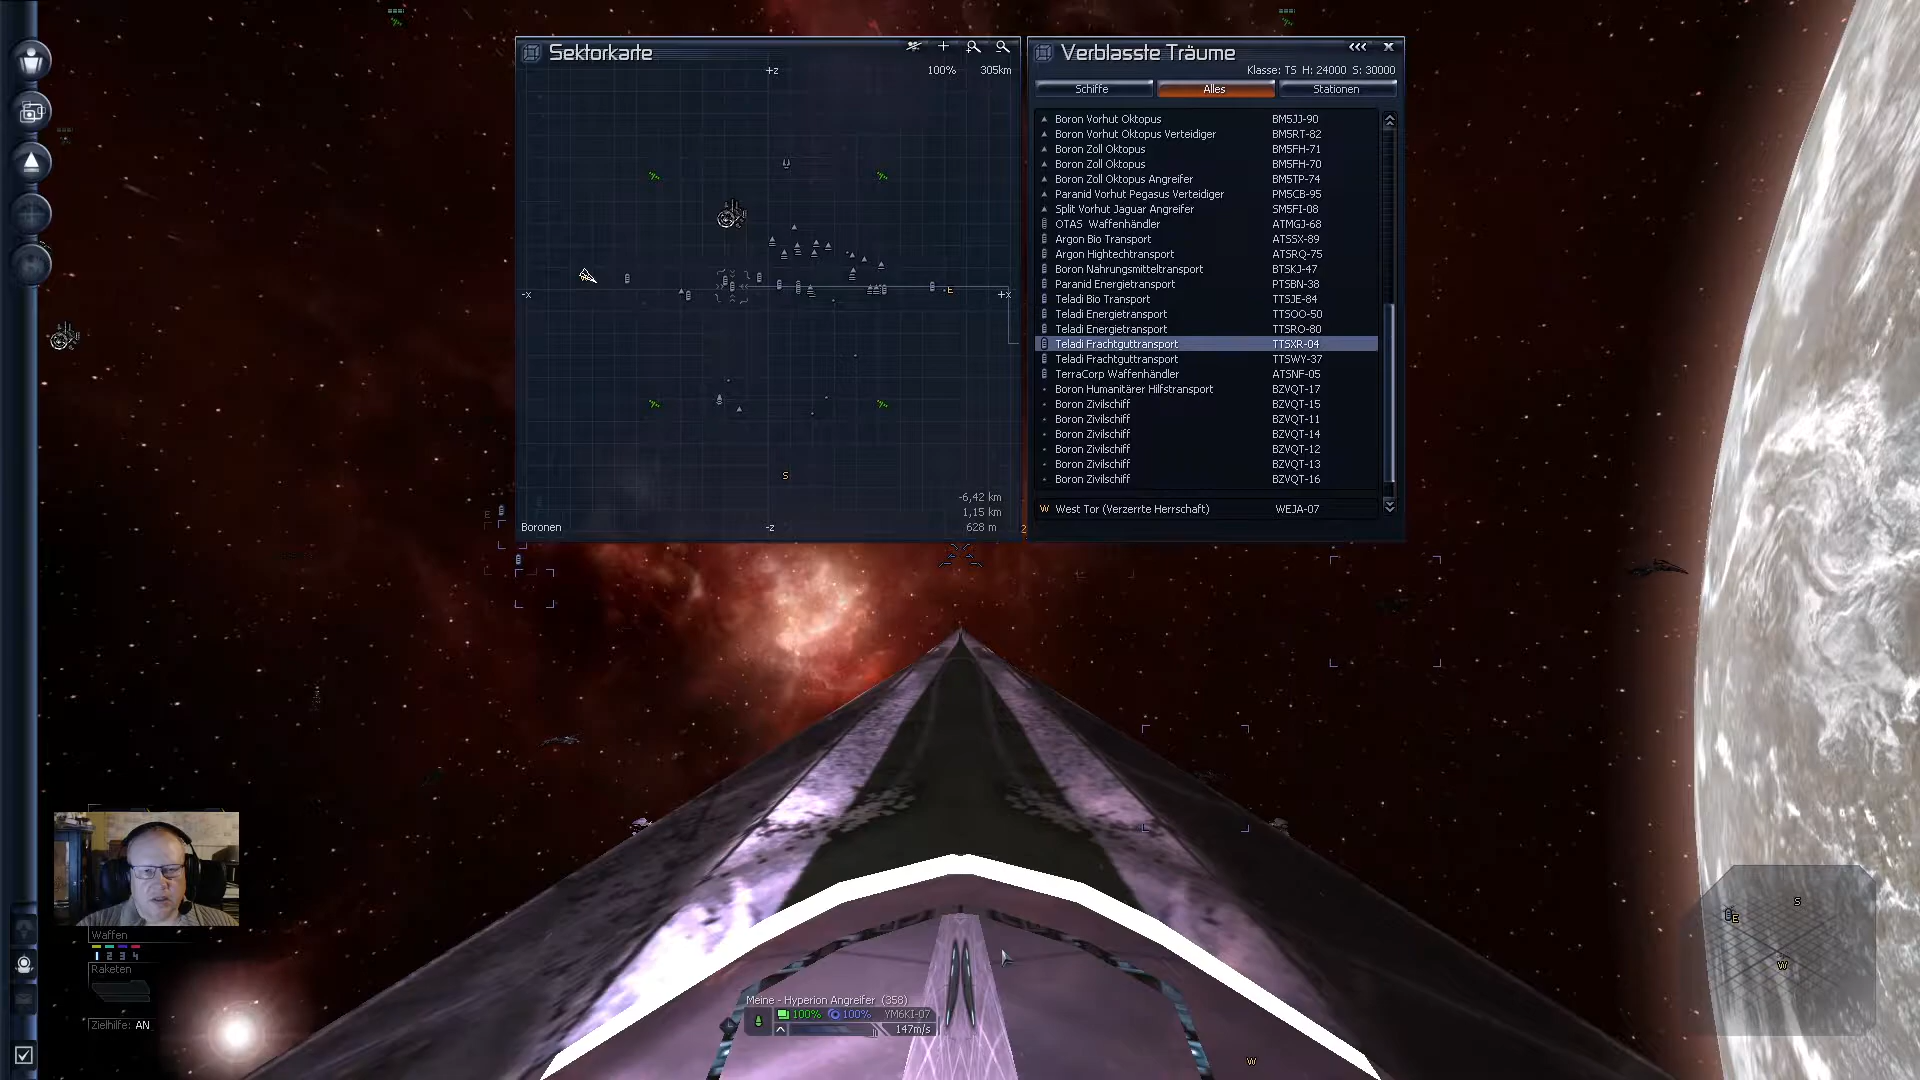 Sektorkarte
+z
100% 305km
-x
+x
E
S
-6,42 km
1,15 km
628 m
Boronen
-z
Verblasste Träume
Klasse: TS H: 24000 S: 30000
Schiffe Alles Stationen
Boron Vorhut Oktopus BM5JJ-90
Boron Vorhut Oktopus Verteidiger BM5RT-82
Boron Zoll Oktopus BM5FH-71
Boron Zoll Oktopus BM5FH-70
Boron Zoll Oktopus Angreifer BM5TP-74
Paranid Vorhut Pegasus Verteidiger PM5CB-95
Split Vorhut Jaguar Angreifer SM5FI-08
OTAS Waffenhändler ATMGJ-68
Argon Bio Transport ATSSX-89
Argon Hightechtransport ATSRQ-75
Boron Nahrungsmitteltransport BTSKJ-47
Paranid Energietransport PTSBN-38
Teladi Bio Transport TTSJE-84
Teladi Energietransport TTSOO-50
Teladi Energietransport TTSRO-80
Teladi Frachtguttransport TTSXR-04
Teladi Frachtguttransport TTSWY-37
TerraCorp Waffenhändler ATSNF-05
Boron Humanitärer Hilfstransport BZVQT-17
Boron Zivilschiff BZVQT-15
Boron Zivilschiff BZVQT-11
Boron Zivilschiff BZVQT-14
Boron Zivilschiff BZVQT-12
Boron Zivilschiff BZVQT-13
Boron Zivilschiff BZVQT-16
W West Tor (Verzerrte Herrschaft) WEJA-07
E
2
Waffen
1 2 3 4
Raketen
Zielhilfe: AN
Meine - Hyperion Angreifer (358)
100% 100% YM6KI-07
147m/s
W
S
E
W